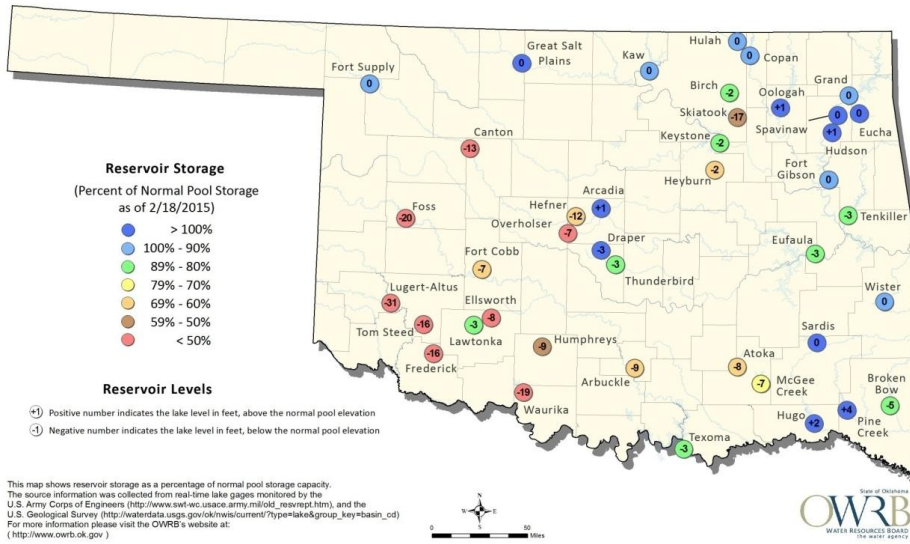 Hulah
Copan
Great Salt
Plains
0
Kaw
0
0
0
Fort Supply
0
Birch
-2
Oologah
+1
Grand
0
Skiatook
-17
Spavinaw
0
0
Eucha
+1
Hudson
Keystone
-2
Canton
-13
Heyburn
-2
Fort
Gibson
0
Reservoir Storage
(Percent of Normal Pool Storage
as of 2/18/2015)
> 100%
100% - 90%
89% - 80%
79% - 70%
69% - 60%
59% - 50%
< 50%
Foss
-20
Arcadia
+1
Hefner
-12
Overholser
-7
Draper
-3
-3
Thunderbird
-3
Tenkiller
Eufaula
-3
Fort Cobb
-7
Wister
0
Lugert-Altus
-31
Ellsworth
-8
Tom Steed
-16
-3
Lawtonka
-9
Humphreys
Sardis
0
-16
Frederick
Arbuckle
-9
Atoka
-8
-7
McGee
Creek
Broken
Bow
-5
-19
Waurika
Hugo
+2
+4
Pine
Creek
Texoma
-3
Reservoir Levels
+1 Positive number indicates the lake level in feet, above the normal pool elevation
-1 Negative number indicates the lake level in feet, below the normal pool elevation
This map shows reservoir storage as a percentage of normal pool storage capacity.
The source information was collected from real-time lake gages monitored by the
U.S. Army Corps of Engineers (http://www.swt-wc.usace.army.mil/old_resvrept.htm), and the
U.S. Geological Survey (http://waterdata.usgs.gov/ok/nwis/current/?type=lake&group_key=basin_cd)
For more information please visit the OWRB's website at:
( http://www.owrb.ok.gov )
N
W E
S
0 50
Miles
State of Oklahoma
OWRB
WATER RESOURCES BOARD
the water agency